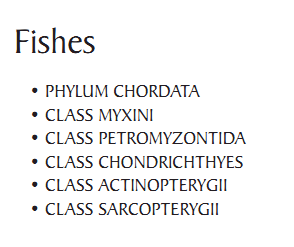 Fishes
• PHYLUM CHORDATA
• CLASS MYXINI
• CLASS PETROMYZONTIDA
• CLASS CHONDRICHTHYES
• CLASS ACTINOPTERYGII
• CLASS SARCOPTERYGII